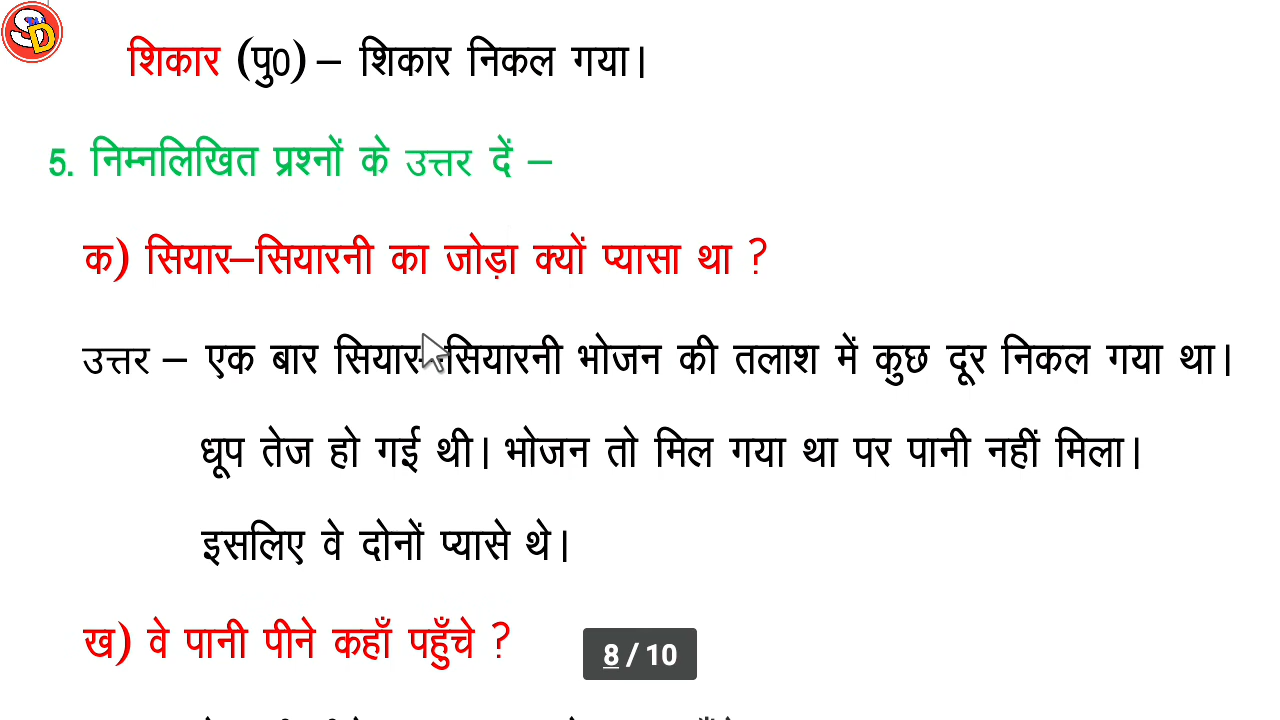 SD
शिकार (पु0) – शिकार निकल गया।
5. निम्नलिखित प्रश्नों के उत्तर दें –
क) सियार–सियारनी का जोड़ा क्यों प्यासा था ?
उत्तर – एक बार सियार–सियारनी भोजन की तलाश में कुछ दूर निकल गया था।
धूप तेज हो गई थी। भोजन तो मिल गया था पर पानी नहीं मिला।
इसलिए वे दोनों प्यासे थे।
ख) वे पानी पीने कहाँ पहुँचे ?
8 / 10